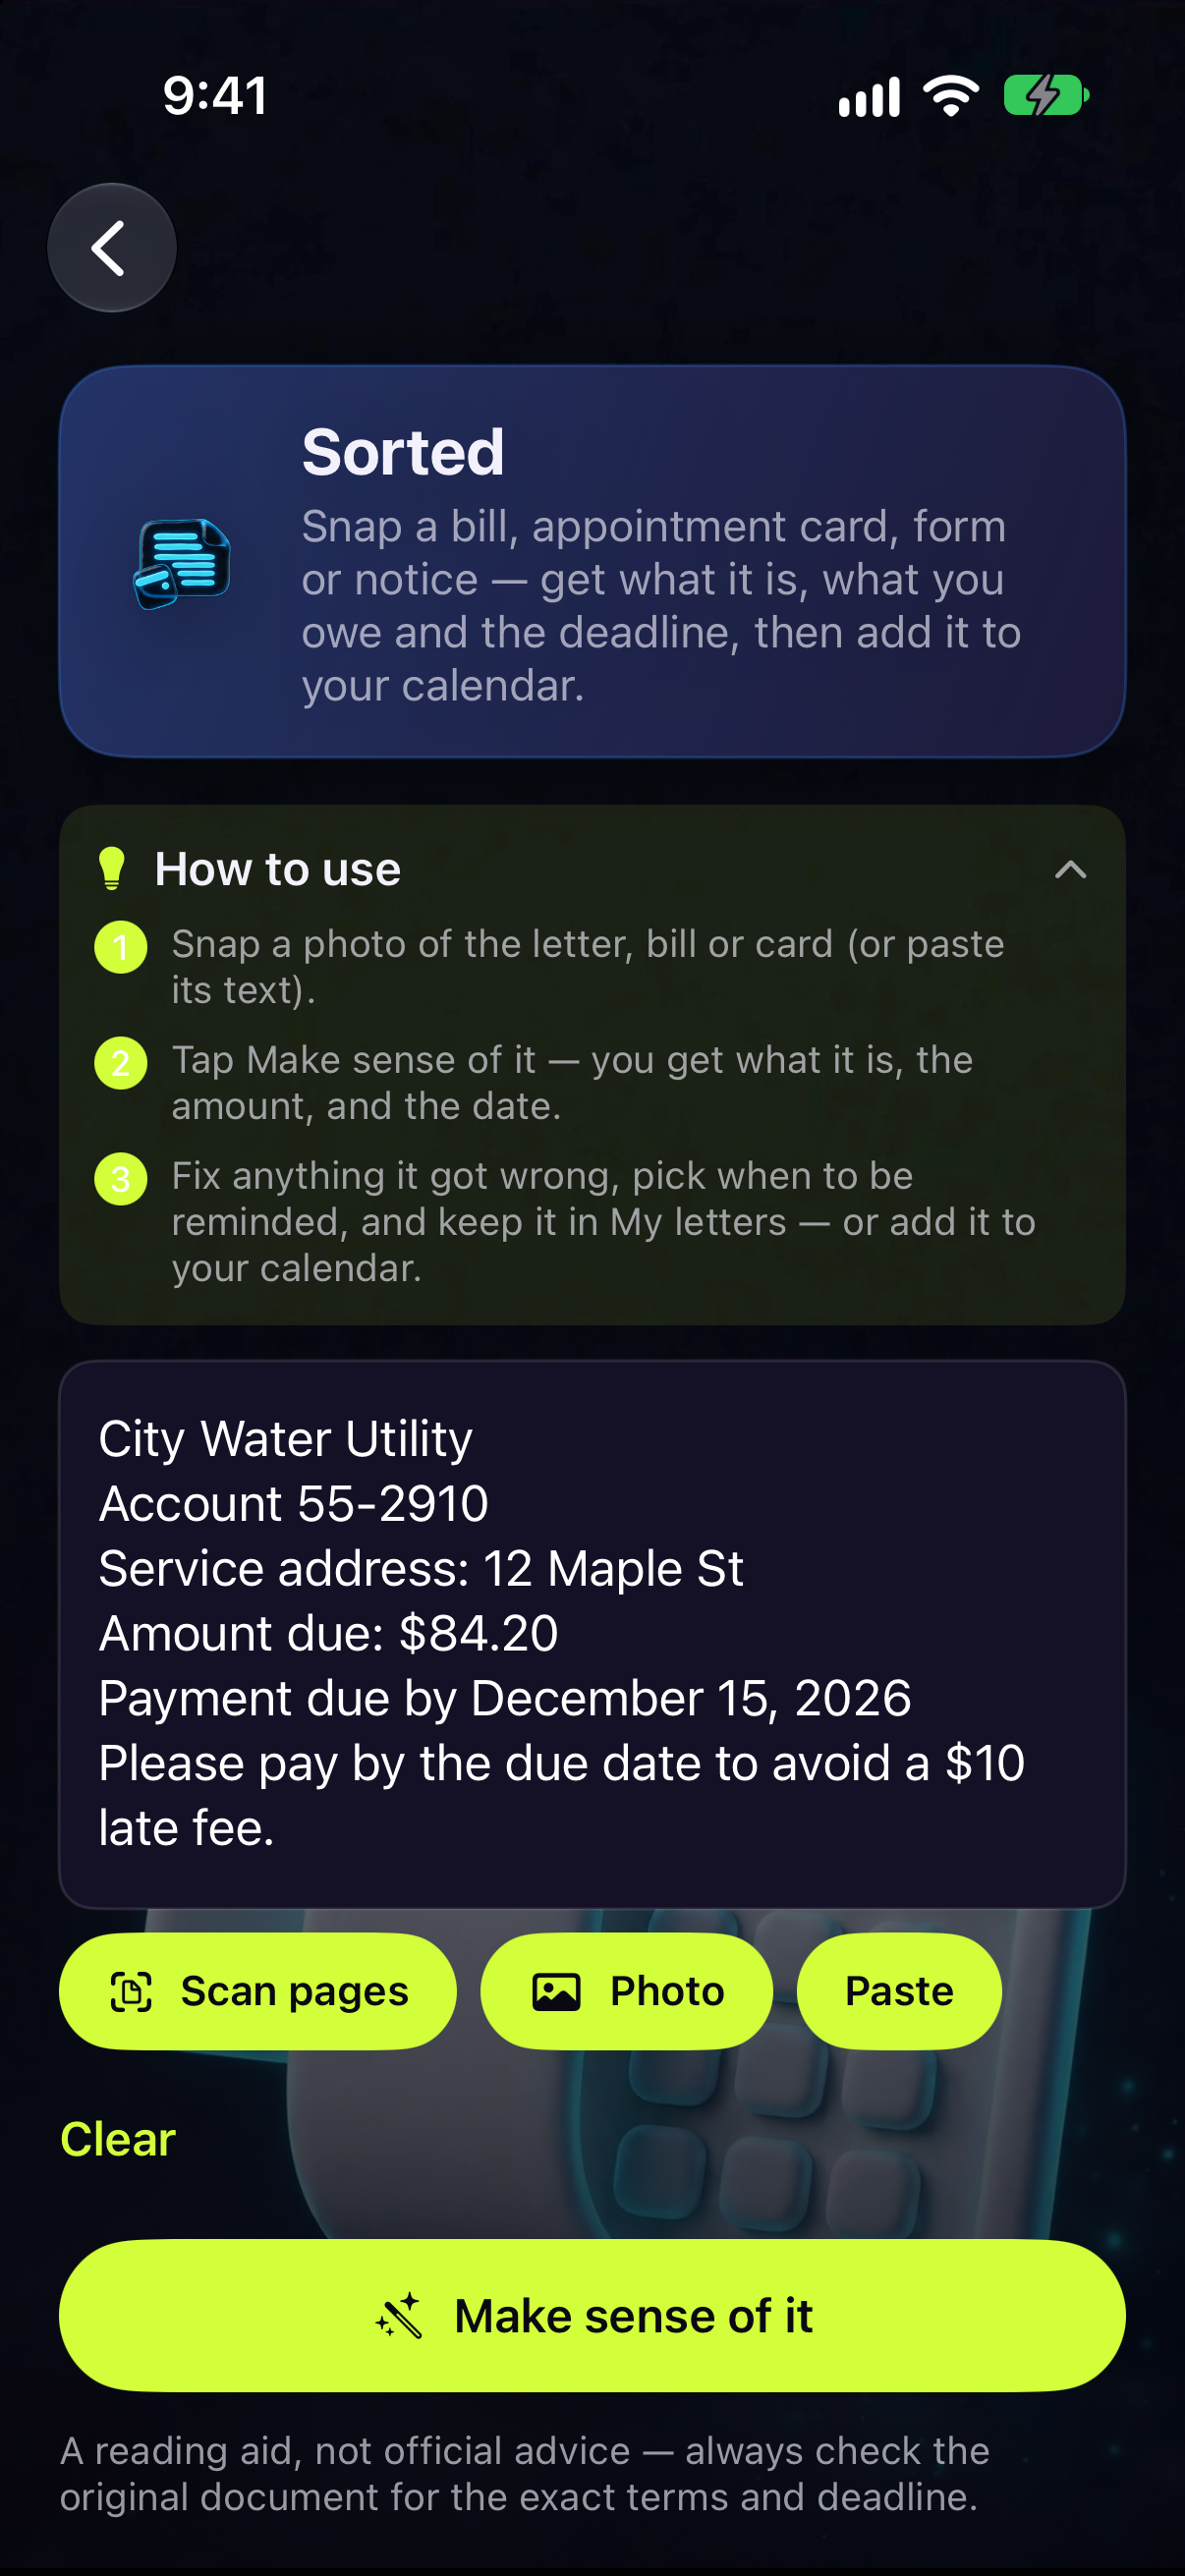 9:41
Sorted
Snap a bill, appointment card, form
or notice — get what it is, what you
owe and the deadline, then add it to
your calendar.
How to use
1 Snap a photo of the letter, bill or card (or paste
its text).
2 Tap Make sense of it — you get what it is, the
amount, and the date.
3 Fix anything it got wrong, pick when to be
reminded, and keep it in My letters — or add it to
your calendar.
City Water Utility
Account 55-2910
Service address: 12 Maple St
Amount due: $84.20
Payment due by December 15, 2026
Please pay by the due date to avoid a $10
late fee.
Scan pages Photo Paste
Clear
Make sense of it
A reading aid, not official advice — always check the
original document for the exact terms and deadline.